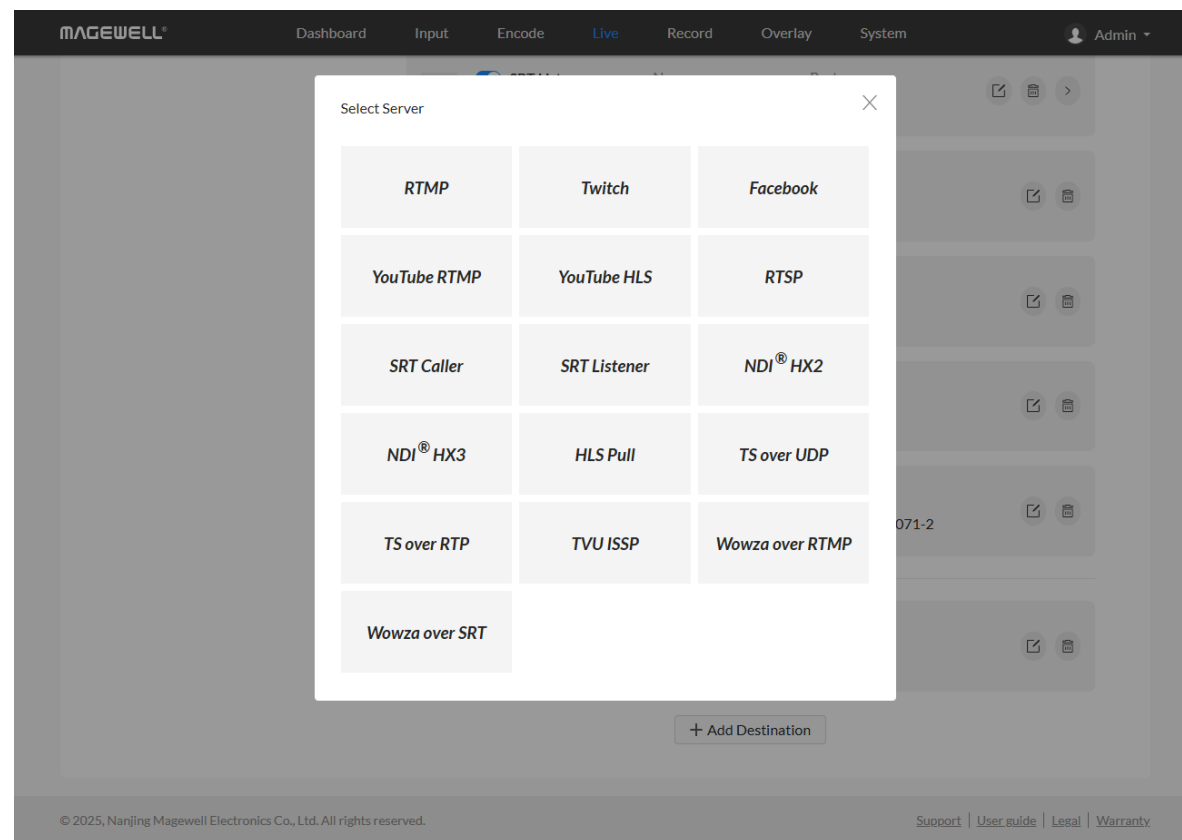 MAGEWELL®
Dashboard Input Encode Live Record Overlay System Admin
Select Server
RTMP Twitch Facebook
YouTube RTMP YouTube HLS RTSP
SRT Caller SRT Listener NDI® HX2
NDI® HX3 HLS Pull TS over UDP
TS over RTP TVU ISSP Wowza over RTMP
071-2
Wowza over SRT
+ Add Destination
© 2025, Nanjing Magewell Electronics Co., Ltd. All rights reserved.
Support | User guide | Legal | Warranty